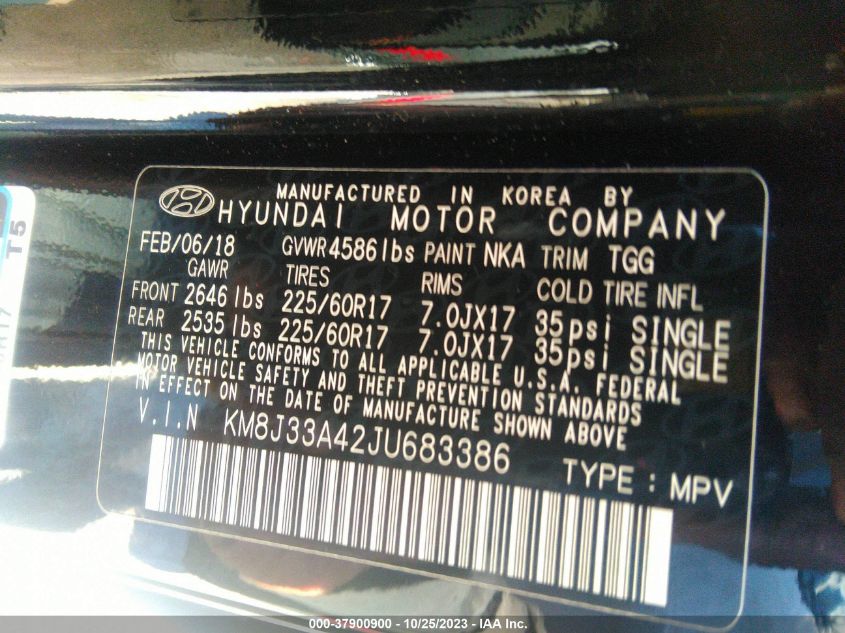 MANUFACTURED IN KOREA BY
HYUNDAI MOTOR COMPANY
FEB/06/18 GVWR 4586 lbs PAINT NKA TRIM TGG
GAWR TIRES RIMS COLD TIRE INFL
FRONT 2646 lbs 225/60R17 7.0JX17 35psi SINGLE
REAR 2535 lbs 225/60R17 7.0JX17 35psi SINGLE
THIS VEHICLE CONFORMS TO ALL APPLICABLE U.S.A. FEDERAL
MOTOR VEHICLE SAFETY AND THEFT PREVENTION STANDARDS
IN EFFECT ON THE DATE OF MANUFACTURE SHOWN ABOVE
V.I.N KM8J33A42JU683386
TYPE : MPV
T5
R17
000-37900900 - 10/25/2023 - IAA Inc.